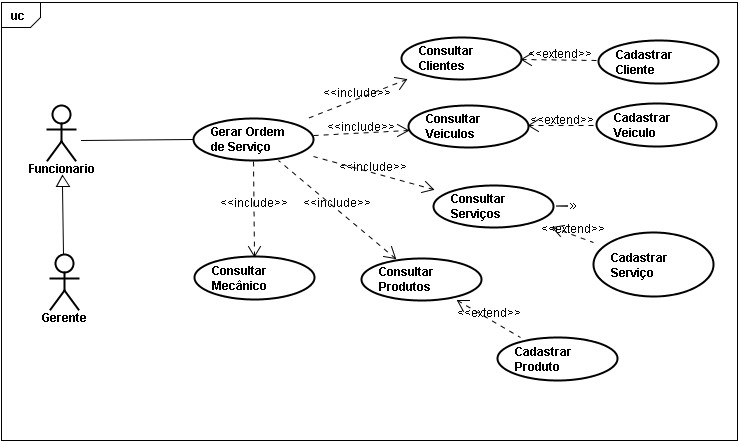 uc
Consultar
Clientes
<<extend>>
Cadastrar
Cliente
<<include>>
Gerar Ordem
de Serviço
<<include>>
Consultar
Veiculos
<<extend>>
Cadastrar
Veiculo
Funcionario
<<include>>
Consultar
Serviços
<<include>>
<<include>>
<<extend>>
Cadastrar
Serviço
Consultar
Mecânico
Consultar
Produtos
Gerente
<<extend>>
Cadastrar
Produto